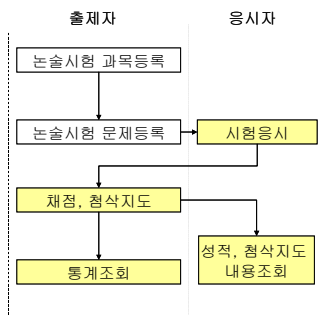 출제자
응시자
논술시험 과목등록
논술시험 문제등록
시험응시
채점, 첨삭지도
성적, 첨삭지도
내용조회
통계조회